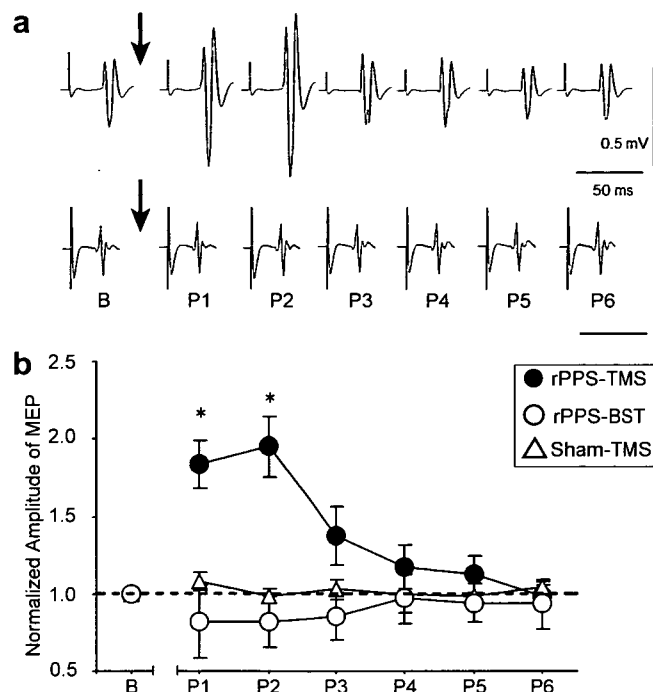 a
0.5 mV
50 ms
B P1 P2 P3 P4 P5 P6
b
2.5
2.0
1.5
1.0
0.5
Normalized Amplitude of MEP
* *
rPPS-TMS
rPPS-BST
Sham-TMS
B P1 P2 P3 P4 P5 P6